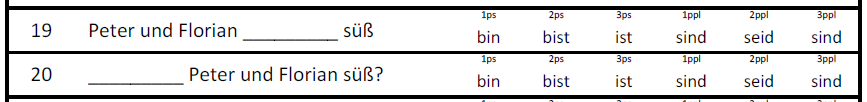 1ps 2ps 3ps 1ppl 2ppl 3ppl
19 Peter und Florian _________ süß bin bist ist sind seid sind
1ps 2ps 3ps 1ppl 2ppl 3ppl
20 _________ Peter und Florian süß? bin bist ist sind seid sind